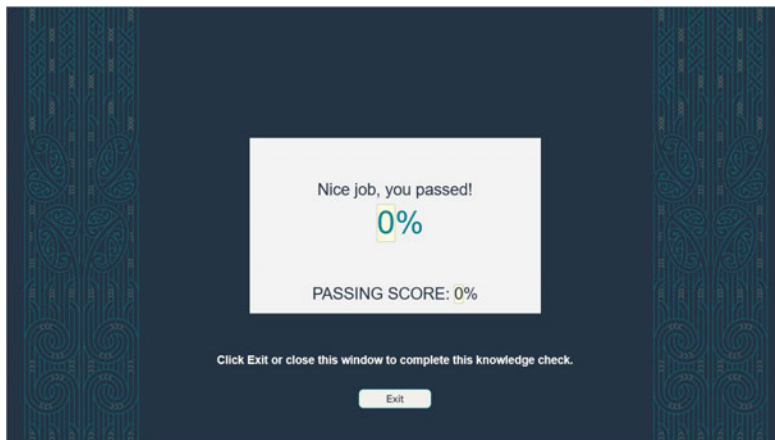 Nice job, you passed!
0%
PASSING SCORE: 0%
Click Exit or close this window to complete this knowledge check.
Exit